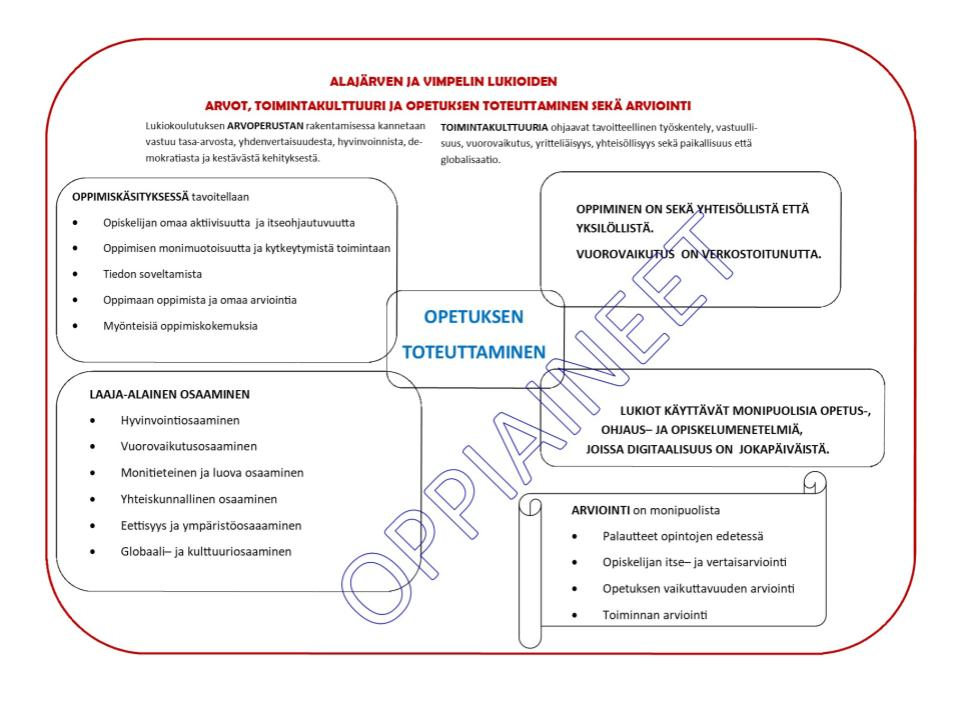 ALAJÄRVEN JA VIMPELIN LUKIOIDEN
ARVOT, TOIMINTAKULTTUURI JA OPETUKSEN TOTEUTTAMINEN SEKÄ ARVIOINTI
Lukiokoulutuksen ARVOPERUSTAN rakentamisessa kannetaan
vastuu tasa-arvosta, yhdenvertaisuudesta, hyvinvoinnista, de-
mokratiasta ja kestävästä kehityksestä.
TOIMINTAKULTTUURIA ohjaavat tavoitteellinen työskentely, vastuulli-
suus, vuorovaikutus, yritteliäisyys, yhteisöllisyys sekä paikallisuus että
globalisaatio.
OPPIMISKÄSITYKSESSÄ tavoitellaan
• Opiskelijan omaa aktiivisuutta ja itseohjautuvuutta
• Oppimisen monimuotoisuutta ja kytkeytymistä toimintaan
• Tiedon soveltamista
• Oppimaan oppimista ja omaa arviointia
• Myönteisiä oppimiskokemuksia
OPPIMINEN ON SEKÄ YHTEISÖLLISTÄ ETTÄ
YKSILÖLLISTÄ.
VUOROVAIKUTUS ON VERKOSTOITUNUTTA.
OPETUKSEN
TOTEUTTAMINEN
LAAJA-ALAINEN OSAAMINEN
• Hyvinvointiosaaminen
• Vuorovaikutusosaaminen
• Monitieteinen ja luova osaaminen
• Yhteiskunnallinen osaaminen
• Eettisyys ja ympäristöosaaaminen
• Globaali– ja kulttuuriosaaminen
LUKIOT KÄYTTÄVÄT MONIPUOLISIA OPETUS-,
OHJAUS– JA OPISKELUMENETELMIÄ,
JOISSA DIGITAALISUUS ON JOKAPÄIVÄISTÄ.
ARVIOINTI on monipuolista
• Palautteet opintojen edetessä
• Opiskelijan itse– ja vertaisarviointi
• Opetuksen vaikuttavuuden arviointi
• Toiminnan arviointi
OPPIAINEET